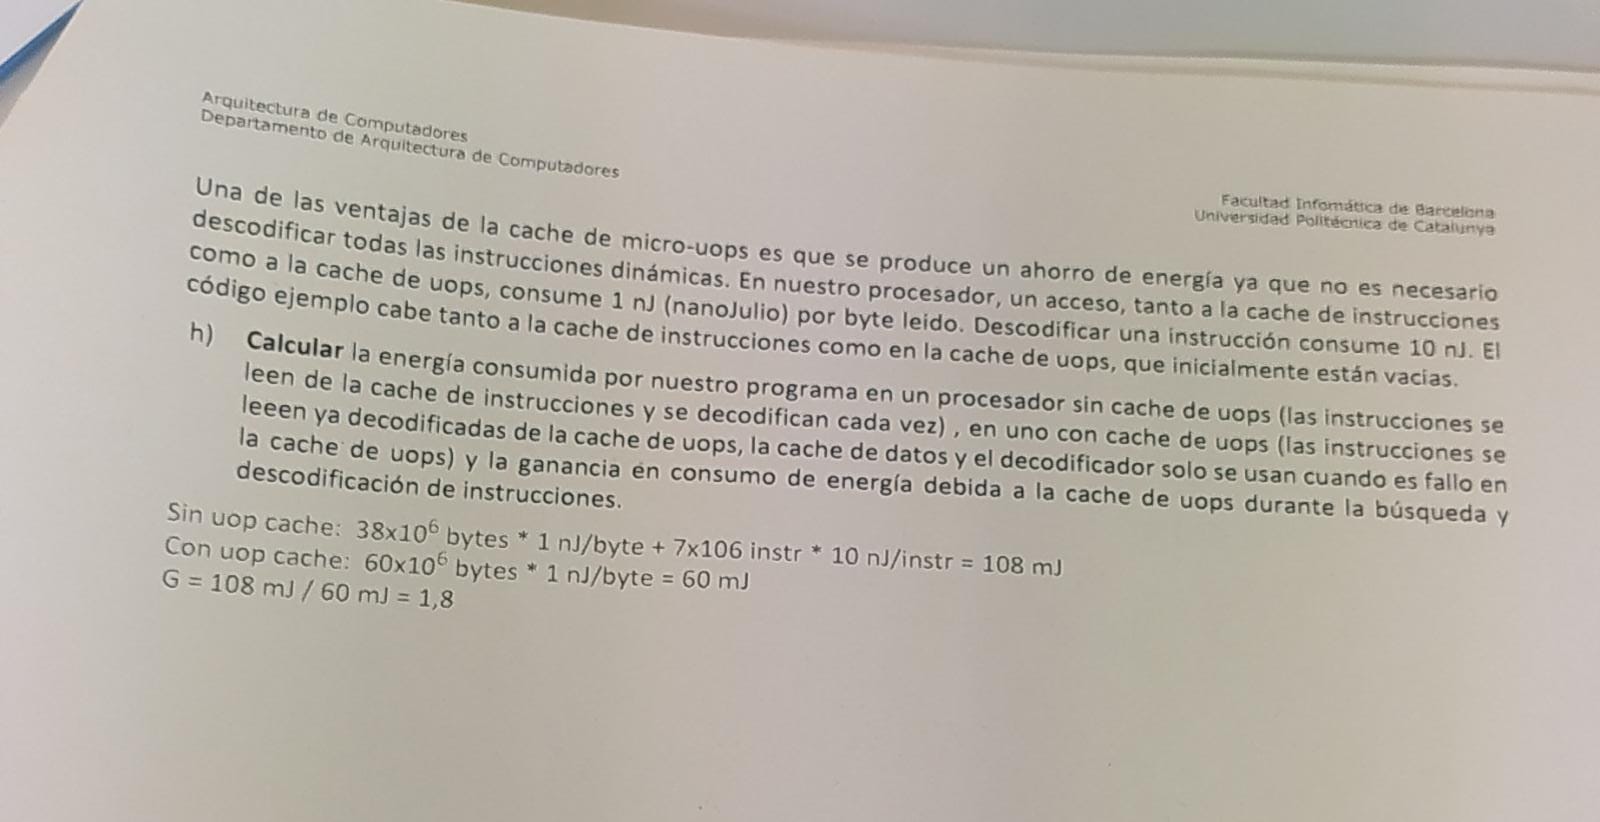 Arquitectura de Computadores
Departamento de Arquitectura de Computadores
Facultad Infomática de Barcelona
Universidad Politécnica de Catalunya
Una de las ventajas de la cache de micro-uops es que se produce un ahorro de energía ya que no es necesario
descodificar todas las instrucciones dinámicas. En nuestro procesador, un acceso, tanto a la cache de instrucciones
como a la cache de uops, consume 1 nJ (nanoJulio) por byte leido. Descodificar una instrucción consume 10 nJ. El
código ejemplo cabe tanto a la cache de instrucciones como en la cache de uops, que inicialmente están vacias.
h) Calcular la energía consumida por nuestro programa en un procesador sin cache de uops (las instrucciones se
leen de la cache de instrucciones y se decodifican cada vez) , en uno con cache de uops (las instrucciones se
leeen ya decodificadas de la cache de uops, la cache de datos y el decodificador solo se usan cuando es fallo en
la cache de uops) y la ganancia en consumo de energía debida a la cache de uops durante la búsqueda y
descodificación de instrucciones.
Sin uop cache: 38x10⁶ bytes * 1 nJ/byte + 7x106 instr * 10 nJ/instr = 108 mJ
Con uop cache: 60x10⁶ bytes * 1 nJ/byte = 60 mJ
G = 108 mJ / 60 mJ = 1,8